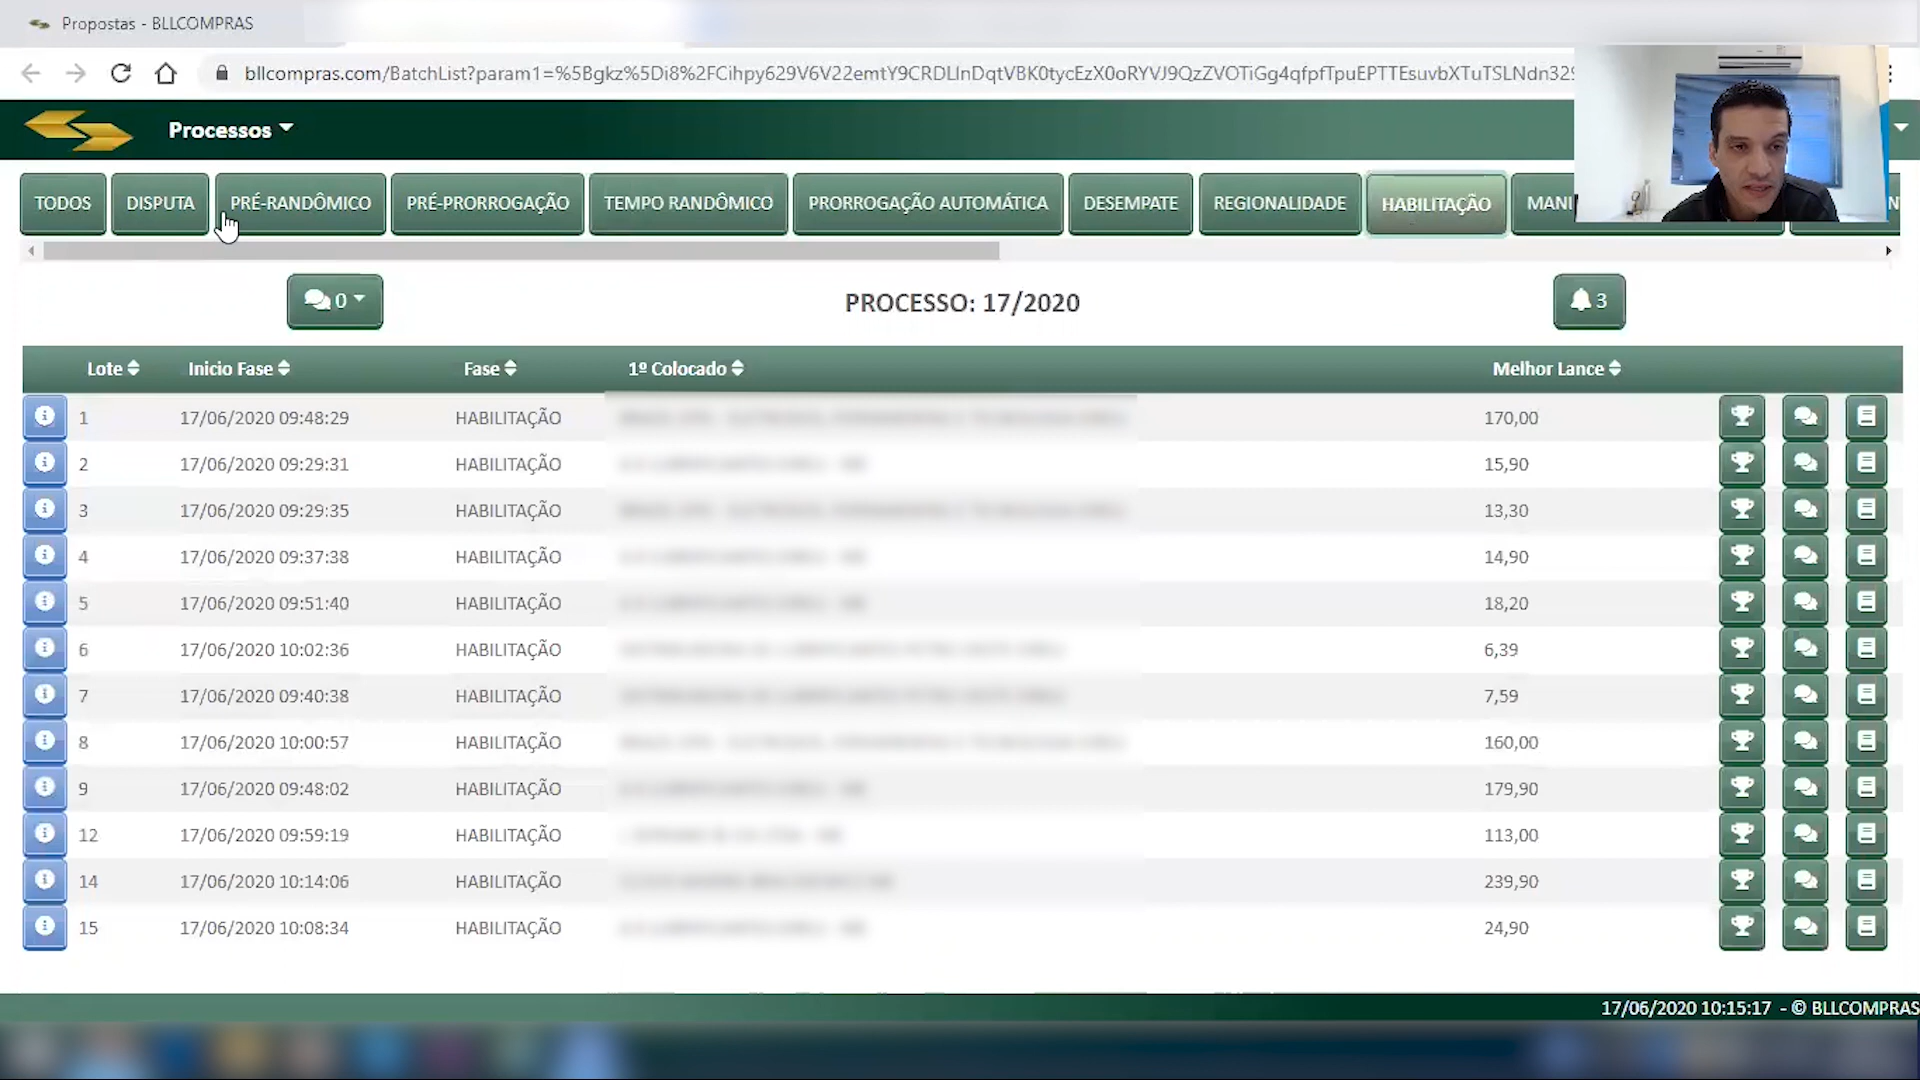 Propostas - BLLCOMPRAS
bllcompras.com/BatchList?param1=%5Bgkz%5Di8%2FCihpy629V6V22emtY9CRDLlnDqtVBK0tycEzX0oRYVJ9QzZVOTiGg4qfpfTpuEPTTEsuvbXTuTSLNdn329
Processos
TODOS DISPUTA PRÉ-RANDÔMICO PRÉ-PRORROGAÇÃO TEMPO RANDÔMICO PRORROGAÇÃO AUTOMÁTICA DESEMPATE REGIONALIDADE HABILITAÇÃO MANI
0 PROCESSO: 17/2020 3
Lote Inicio Fase Fase 1º Colocado Melhor Lance
1 17/06/2020 09:48:29 HABILITAÇÃO 170,00
2 17/06/2020 09:29:31 HABILITAÇÃO 15,90
3 17/06/2020 09:29:35 HABILITAÇÃO 13,30
4 17/06/2020 09:37:38 HABILITAÇÃO 14,90
5 17/06/2020 09:51:40 HABILITAÇÃO 18,20
6 17/06/2020 10:02:36 HABILITAÇÃO 6,39
7 17/06/2020 09:40:38 HABILITAÇÃO 7,59
8 17/06/2020 10:00:57 HABILITAÇÃO 160,00
9 17/06/2020 09:48:02 HABILITAÇÃO 179,90
12 17/06/2020 09:59:19 HABILITAÇÃO 113,00
14 17/06/2020 10:14:06 HABILITAÇÃO 239,90
15 17/06/2020 10:08:34 HABILITAÇÃO 24,90
17/06/2020 10:15:17 - © BLLCOMPRAS